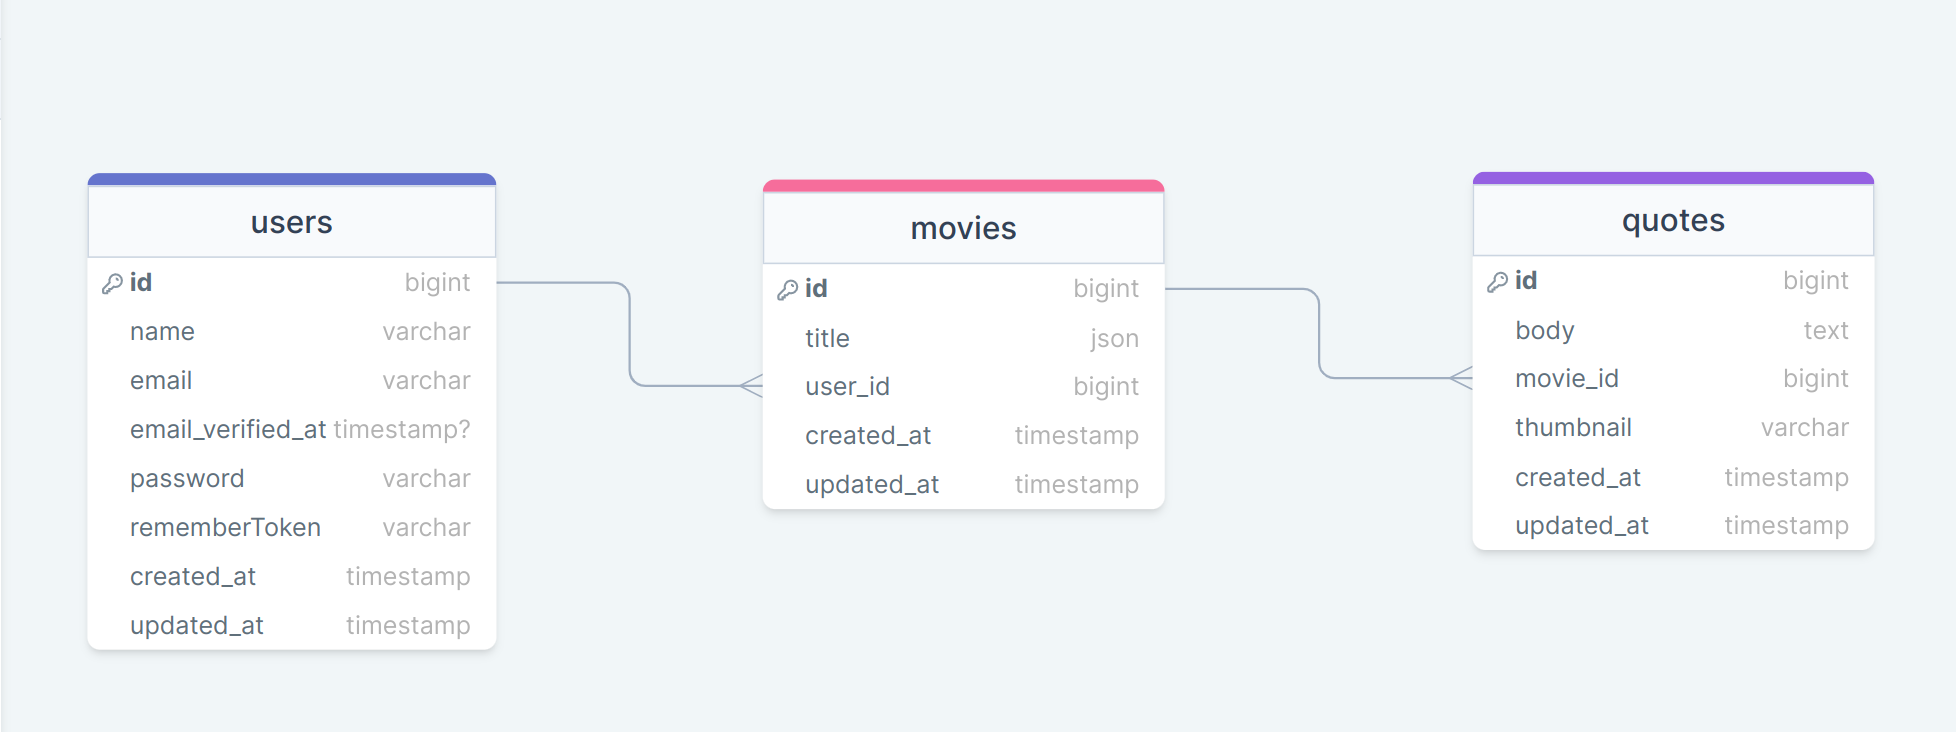 users
id bigint
name varchar
email varchar
email_verified_at timestamp?
password varchar
rememberToken varchar
created_at timestamp
updated_at timestamp
movies
id bigint
title json
user_id bigint
created_at timestamp
updated_at timestamp
quotes
id bigint
body text
movie_id bigint
thumbnail varchar
created_at timestamp
updated_at timestamp